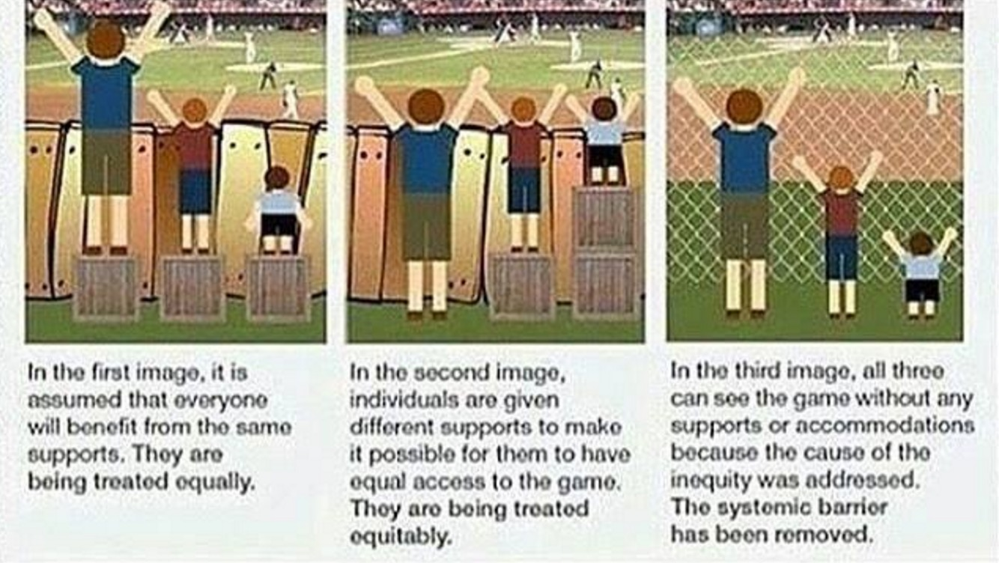 In the first image, it is
assumed that everyone
will benefit from the same
supports. They are
being treated equally.
In the second image,
individuals are given
different supports to make
it possible for them to have
equal access to the game.
They are being treated
equitably.
In the third image, all three
can see the game without any
supports or accommodations
because the cause of the
inequity was addressed.
The systemic barrier
has been removed.